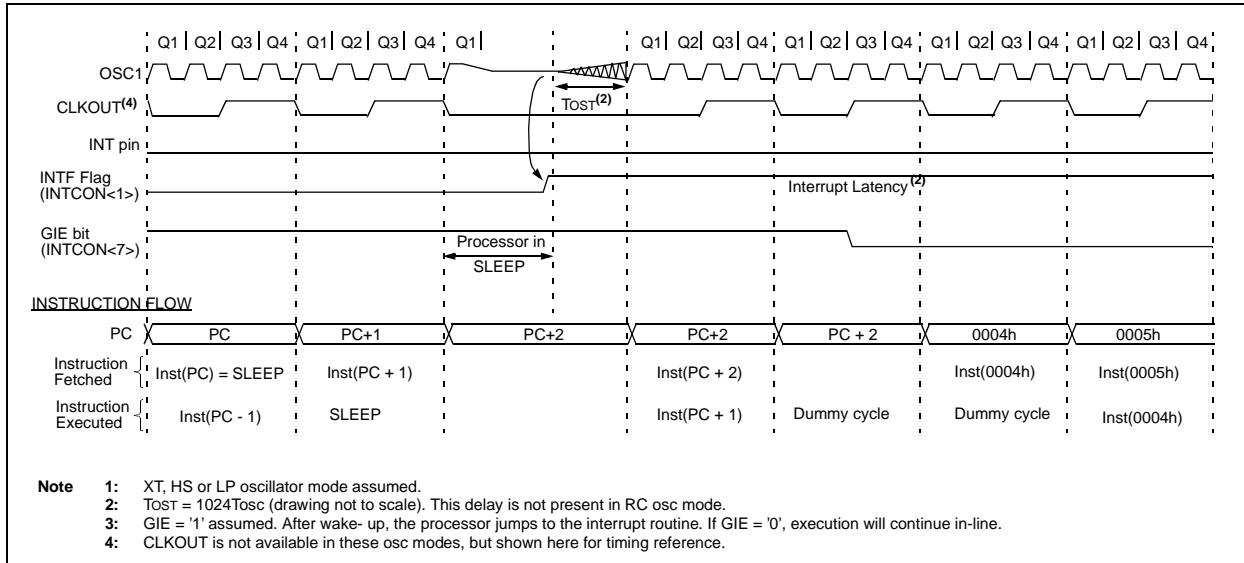 Q1 Q2 Q3 Q4 Q1 Q2 Q3 Q4 Q1 Q1 Q2 Q3 Q4 Q1 Q2 Q3 Q4 Q1 Q2 Q3 Q4 Q1 Q2 Q3 Q4
OSC1
TOST(2)
CLKOUT(4)
INT pin
INTF Flag
(INTCON<1>)
Interrupt Latency(2)
GIE bit
(INTCON<7>)
Processor in
SLEEP
INSTRUCTION FLOW
PC PC PC+1 PC+2 PC+2 PC + 2 0004h 0005h
Instruction
Fetched
Inst(PC) = SLEEP Inst(PC + 1) Inst(PC + 2) Inst(0004h) Inst(0005h)
Instruction
Executed
Inst(PC - 1) SLEEP Inst(PC + 1) Dummy cycle Dummy cycle Inst(0004h)
Note 1: XT, HS or LP oscillator mode assumed.
2: TOST = 1024Tosc (drawing not to scale). This delay is not present in RC osc mode.
3: GIE = '1' assumed. After wake- up, the processor jumps to the interrupt routine. If GIE = '0', execution will continue in-line.
4: CLKOUT is not available in these osc modes, but shown here for timing reference.